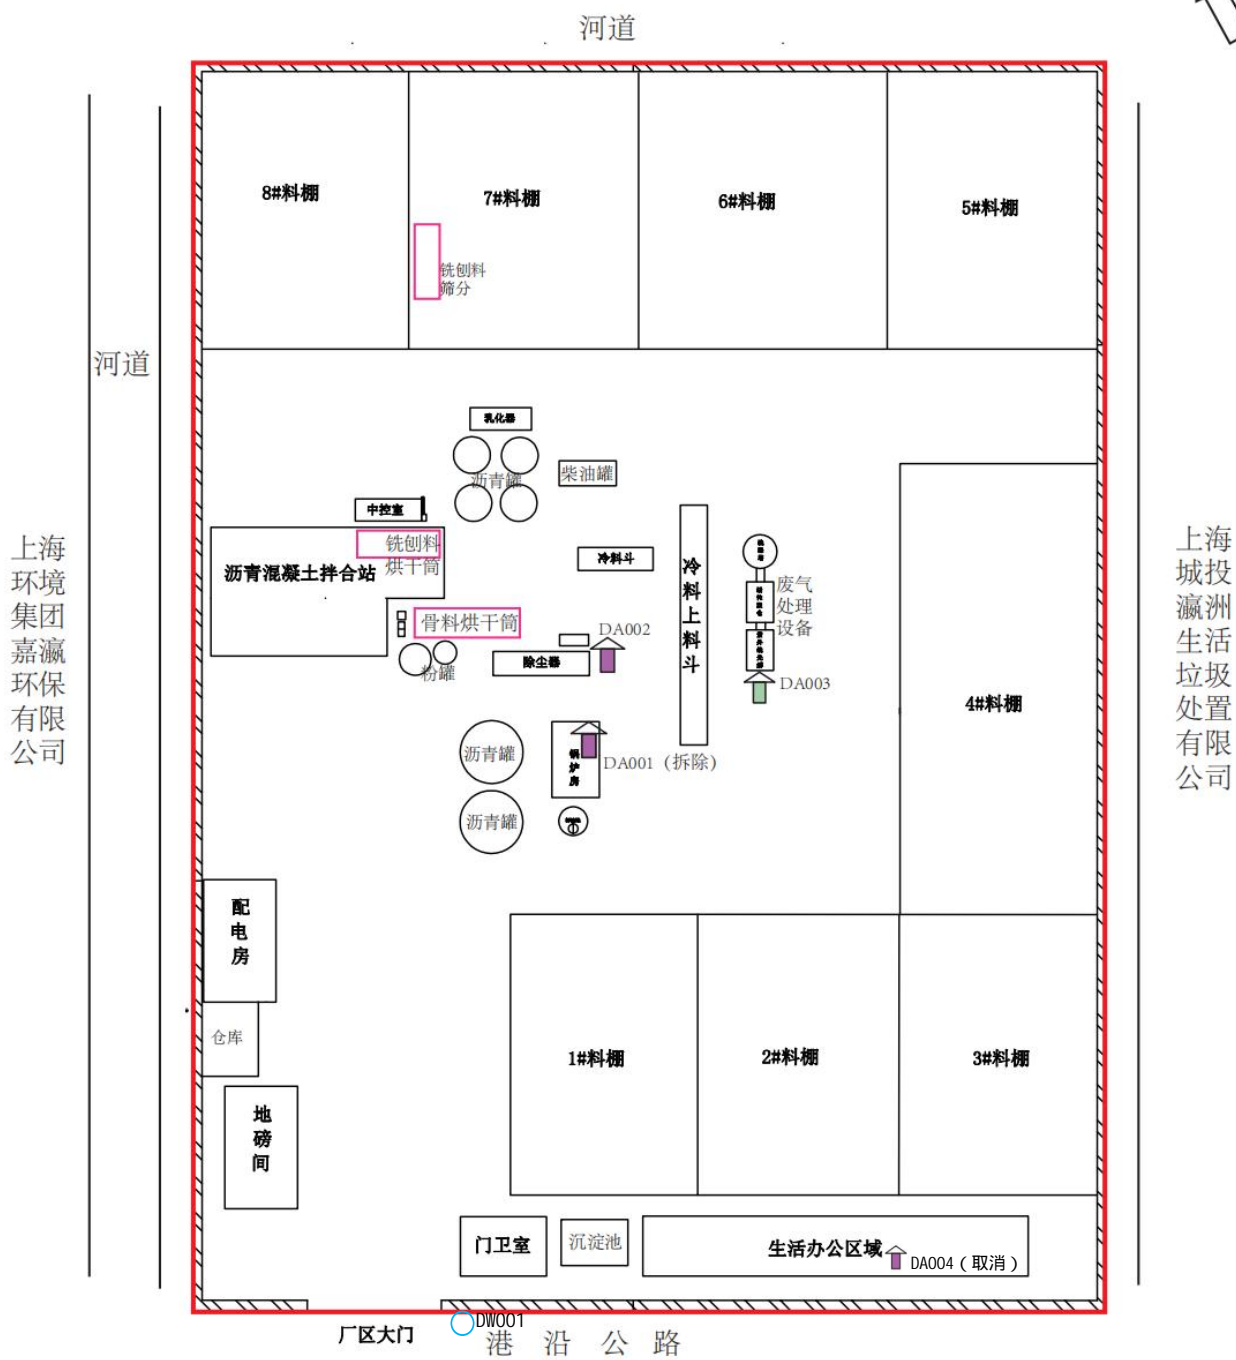 河道
8#料棚
7#料棚
6#料棚
5#料棚
铣刨料
筛分
河道
乳化器
沥青罐
柴油罐
中控室
铣刨料
烘干筒
沥青混凝土拌合站
冷料斗
冷料上料斗
废气
处理
设备
骨料烘干筒
DA002
除尘器
粉罐
DA003
4#料棚
沥青罐
锅炉房
DA001（拆除）
沥青罐
上海
环境
集团
嘉瀛
环保
有限
公司
上海
城投
瀛洲
生活
垃圾
处置
有限
公司
配电房
仓库
1#料棚
2#料棚
3#料棚
地磅间
门卫室
沉淀池
生活办公区域
DA004（取消）
厂区大门
DW001
港沿公路